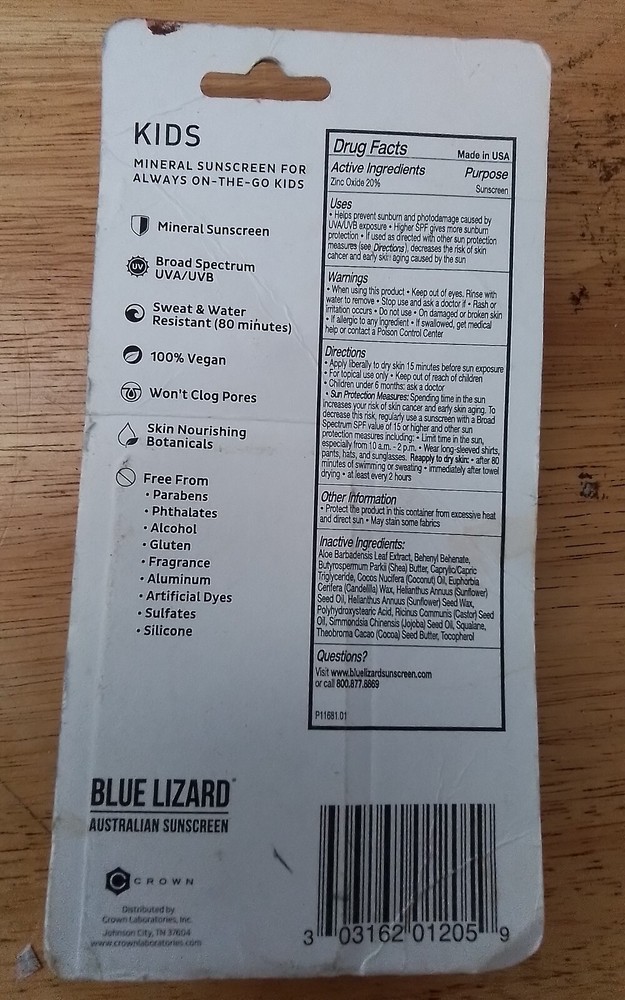 KIDS
MINERAL SUNSCREEN FOR
ALWAYS ON-THE-GO KIDS
Mineral Sunscreen
UV
Broad Spectrum
UVA/UVB
Sweat & Water
Resistant (80 minutes)
100% Vegan
Won't Clog Pores
Skin Nourishing
Botanicals
Free From
• Parabens
• Phthalates
• Alcohol
• Gluten
• Fragrance
• Aluminum
• Artificial Dyes
• Sulfates
• Silicone
Drug Facts Made in USA
Active Ingredients Purpose
Zinc Oxide 20% Sunscreen
Uses
• Helps prevent sunburn and photodamage caused by
UVA/UVB exposure • Higher SPF gives more sunburn
protection • If used as directed with other sun protection
measures (see Directions), decreases the risk of skin
cancer and early skin aging caused by the sun
Warnings
• When using this product • Keep out of eyes. Rinse with
water to remove • Stop use and ask a doctor if • Rash or
irritation occurs • Do not use • On damaged or broken skin
• If allergic to any ingredient • If swallowed, get medical
help or contact a Poison Control Center
Directions
• Apply liberally to dry skin 15 minutes before sun exposure
• For topical use only • Keep out of reach of children
• Children under 6 months: ask a doctor
• Sun Protection Measures: Spending time in the sun
increases your risk of skin cancer and early skin aging. To
decrease this risk, regularly use a sunscreen with a Broad
Spectrum SPF value of 15 or higher and other sun
protection measures including: • Limit time in the sun,
especially from 10 a.m. - 2 p.m. • Wear long-sleeved shirts,
pants, hats, and sunglasses. Reapply to dry skin: • after 80
minutes of swimming or sweating • immediately after towel
drying • at least every 2 hours
Other Information
• Protect the product in this container from excessive heat
and direct sun • May stain some fabrics
Inactive Ingredients:
Aloe Barbadensis Leaf Extract, Behenyl Behenate,
Butyrospermum Parkii (Shea) Butter, Caprylic/Capric
Triglyceride, Cocos Nucifera (Coconut) Oil, Euphorbia
Cerifera (Candelilla) Wax, Helianthus Annuus (Sunflower)
Seed Oil, Helianthus Annuus (Sunflower) Seed Wax,
Polyhydroxystearic Acid, Ricinus Communis (Castor) Seed
Oil, Simmondsia Chinensis (Jojoba) Seed Oil, Squalane,
Theobroma Cacao (Cocoa) Seed Butter, Tocopherol
Questions?
Visit www.bluelizardsunscreen.com
or call 800.877.8869
P11681.01
BLUE LIZARD
AUSTRALIAN SUNSCREEN
CROWN
Distributed by
Crown Laboratories, Inc.
Johnson City, TN 37604
www.crownlaboratories.com
3 03162 01205 9